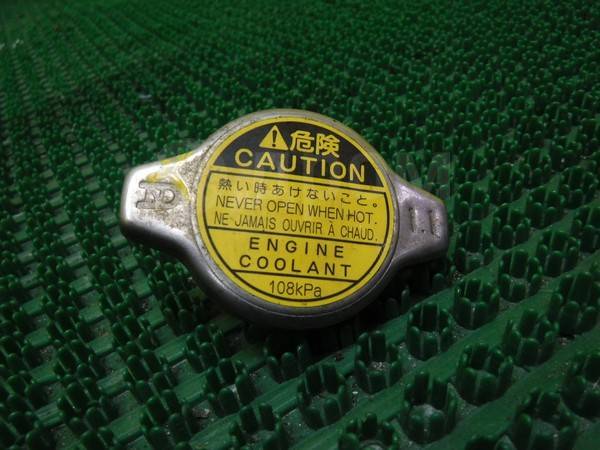 ⚠危険
CAUTION
熱い時あけないこと。
NEVER OPEN WHEN HOT.
NE JAMAIS OUVRIR À CHAUD.
ENGINE
COOLANT
108kPa
1.1